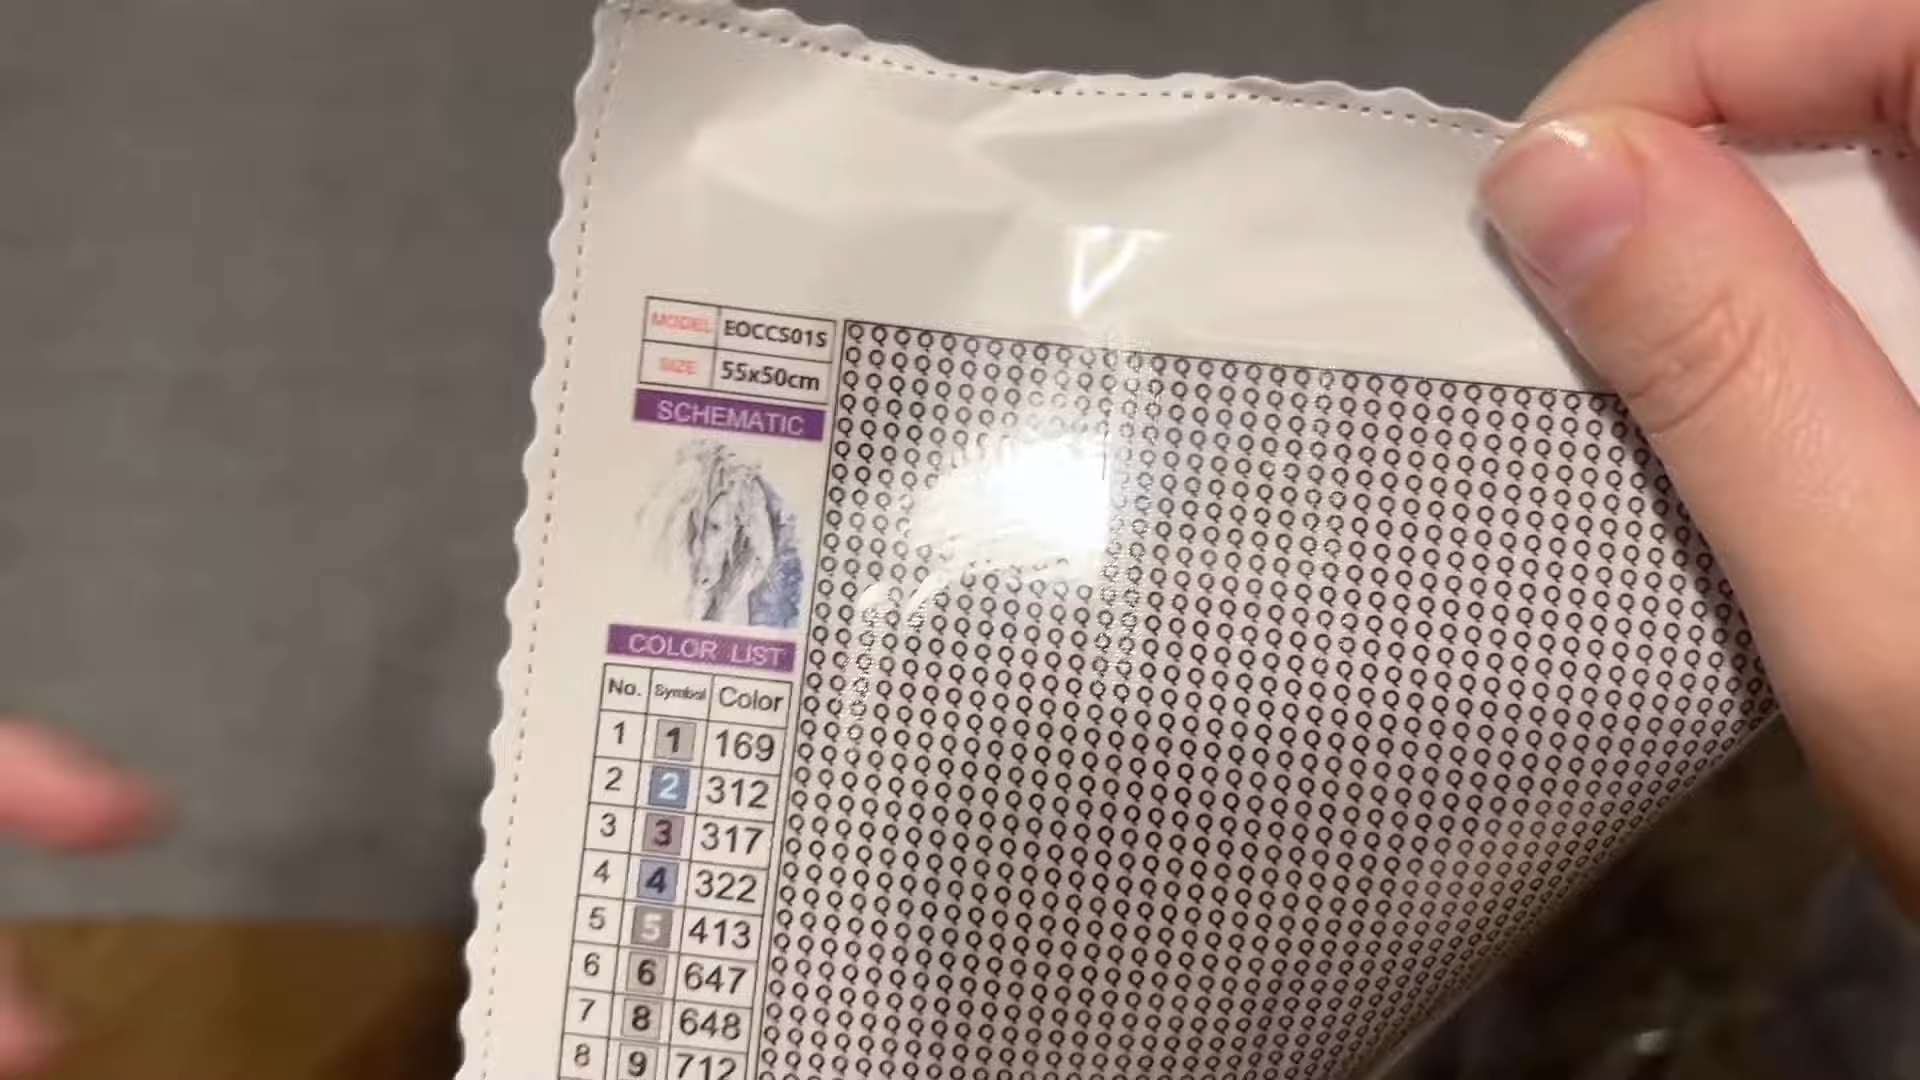 MODEL EOCCS01S
SIZE 55x50cm
SCHEMATIC
COLOR LIST
No. Symbol Color
1 1 169
2 2 312
3 3 317
4 4 322
5 5 413
6 6 647
7 8 648
8 9 712